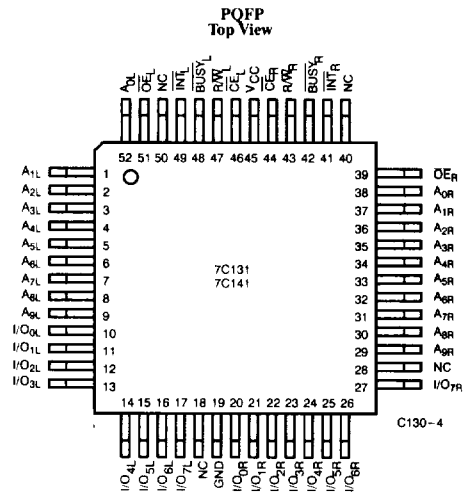 PQFP
Top View
A0L
OEL
NC
INTL
BUSYL
R/WL
CEL
VCC
CER
R/WR
BUSYR
INTR
NC
52 51 50 49 48 47 46 45 44 43 42 41 40
A1L 1
A2L 2
A3L 3
A4L 4
A5L 5
A6L 6
A7L 7
A8L 8
A9L 9
I/O0L 10
I/O1L 11
I/O2L 12
I/O3L 13
7C131
7C141
39 OER
38 A0R
37 A1R
36 A2R
35 A3R
34 A4R
33 A5R
32 A6R
31 A7R
30 A8R
29 A9R
28 NC
27 I/O7R
14 15 16 17 18 19 20 21 22 23 24 25 26
I/O4L
I/O5L
I/O6L
I/O7L
NC
GND
I/O0R
I/O1R
I/O2R
I/O3R
I/O4R
I/O5R
I/O6R
C130-4